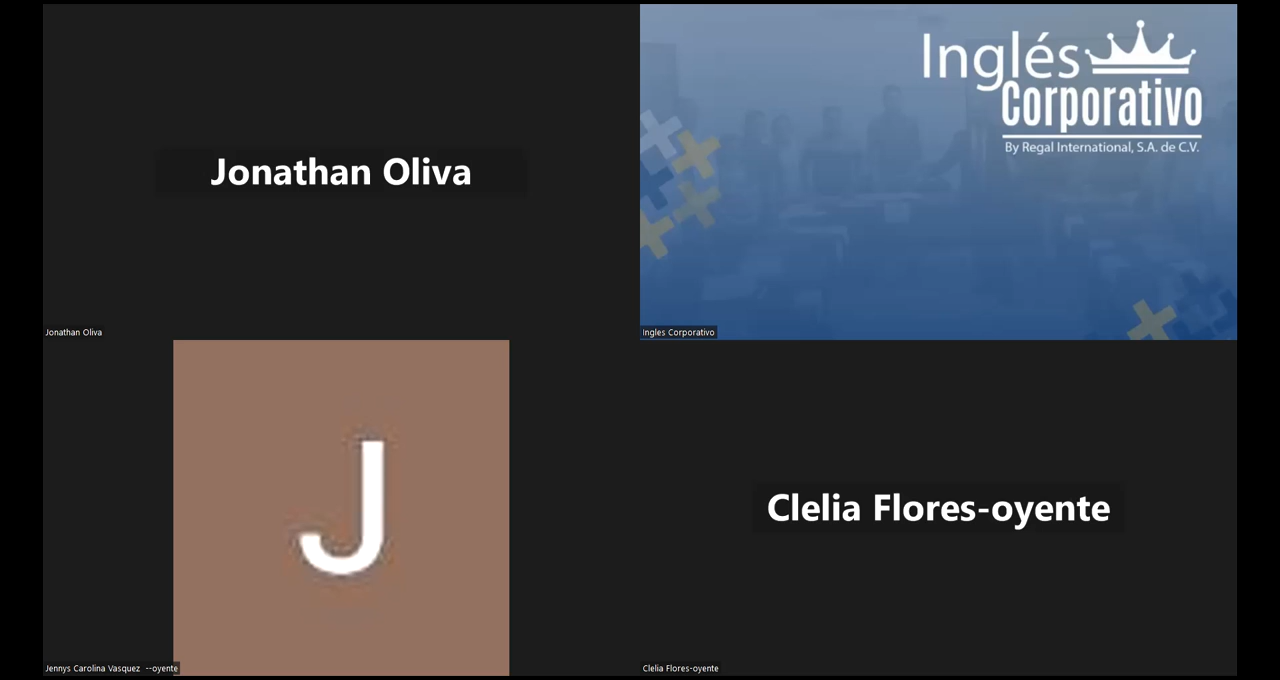 Jonathan Oliva
Jonathan Oliva
Inglés
Corporativo
By Regal International, S.A. de C.V.
Ingles Corporativo
J
Jennys Carolina Vasquez --oyente
Clelia Flores-oyente
Clelia Flores-oyente